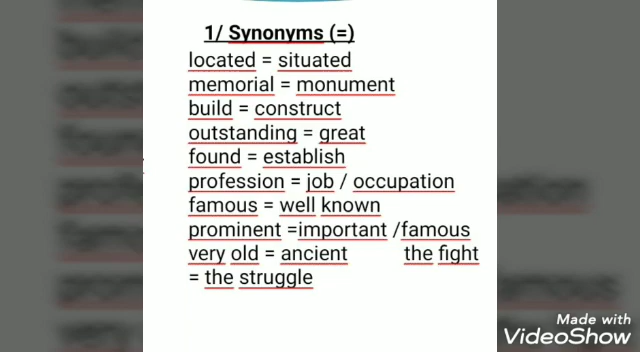 1/ Synonyms (=)
located = situated
memorial = monument
build = construct
outstanding = great
found = establish
profession = job / occupation
famous = well known
prominent =important /famous
very old = ancient the fight
= the struggle
Made with
VideoShow